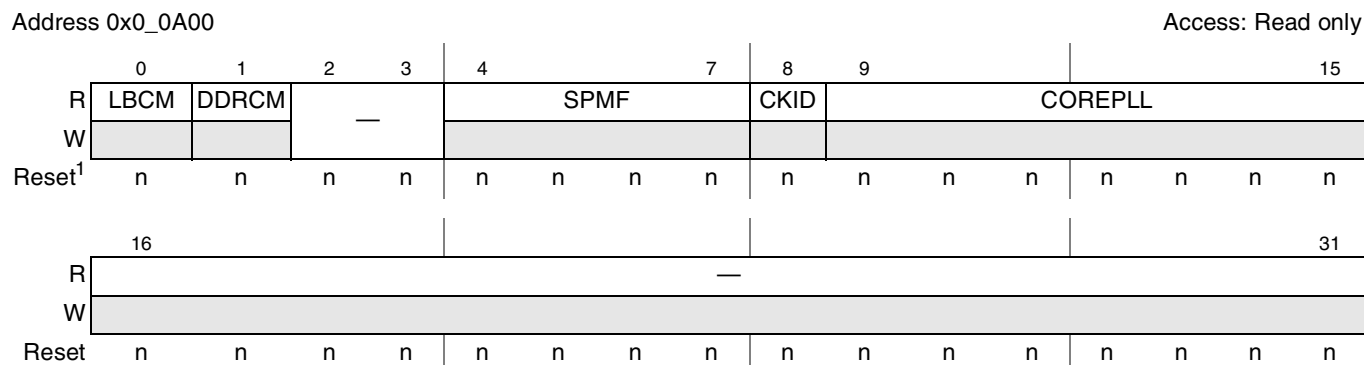 Address 0x0_0A00 Access: Read only
0 1 2 3 4 7 8 9 15
R LBCM DDRCM — SPMF CKID COREPLL
W
Reset1 n n n n n n n n n n n n n n n n
16 31
R —
W
Reset n n n n n n n n n n n n n n n n